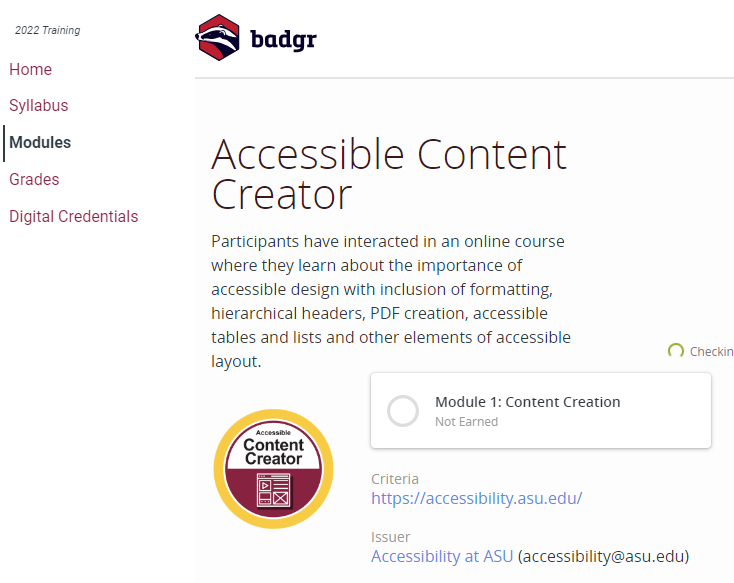 2022 Training
Home
Syllabus
Modules
Grades
Digital Credentials
badgr
Accessible Content
Creator
Participants have interacted in an online course
where they learn about the importance of
accessible design with inclusion of formatting,
hierarchical headers, PDF creation, accessible
tables and lists and other elements of accessible
layout.
Checkin
Module 1: Content Creation
Not Earned
Accessible
Content
Creator
Criteria
https://accessibility.asu.edu/
Issuer
Accessibility at ASU (accessibility@asu.edu)